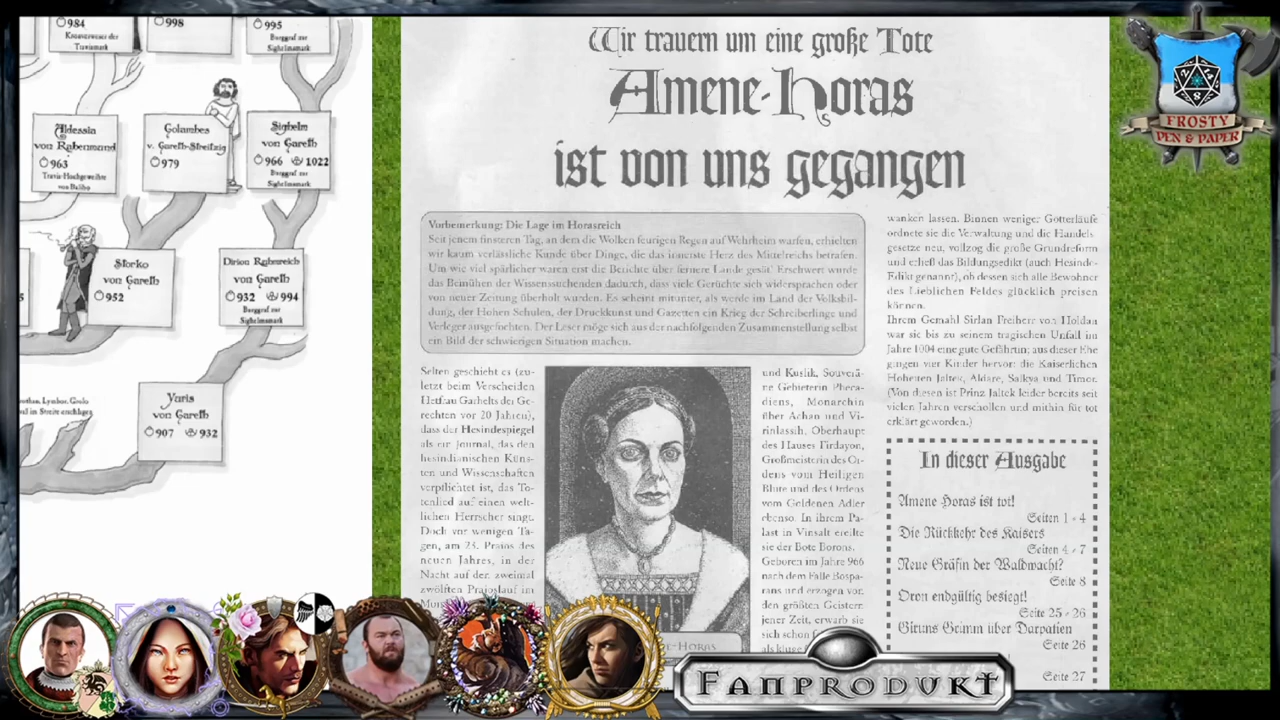 984
Kronverweser der
Travismark
998
995
Burggraf zur
Sighelmsmark
Aldessia
von Rabenmund
963
Travia-Hochgeweihte
von Baliho
Golambes
v. Gareth-Streitzig
979
Sighelm
von Gareth
966 1022
Burggraf zur
Sighelmsmark
Storko
von Gareth
952
Dirion Rabenreich
von Gareth
932 994
Burggraf zur
Sighelmsmark
Yaris
von Gareth
907 932
Wir trauern um eine große Tote
Amene-Horas
ist von uns gegangen
Vorbemerkung: Die Lage im Horasreich
Seit jenem finsteren Tag, an dem die Wolken feurigen Regen auf Wehrheim warfen, erhielten
wir kaum verlässliche Kunde über Dinge, die das innerste Herz des Mittelreichs betrafen.
Um wie viel spärlicher waren erst die Berichte über fernere Lande gesät! Erschwert wurde
das Bemühen der Wissenssuchenden dadurch, dass viele Gerüchte sich widersprachen oder
von neuer Zeitung überholt wurden. Es scheint mitunter, als werde im Land der Volksbil-
dung, der Hohen Schulen, der Druckkunst und Gazetten ein Krieg der Schreiberlinge und
Verleger ausgefochten. Der Leser möge sich aus der nachfolgenden Zusammenstellung selbst
ein Bild der schwierigen Situation machen.
Selten geschieht es (zu-
letzt beim Verscheiden
Hetfrau Garhelts der Ge-
rechten vor 20 Jahren),
dass der Hesindespiegel
als ein Journal, das den
hesindianischen Küns-
ten und Wissenschaften
verpflichtet ist, das To-
tenlied auf einen welt-
lichen Herrscher singt.
Doch vor wenigen Ta-
gen, am 23. Praios des
neuen Jahres, in der
Nacht auf den zweimal
zwölften Praioslauf im
und Kuslik, Souverä-
ne Gebieterin Pheca-
diens, Monarchin
über Achan und Vi-
rinlassih, Oberhaupt
des Hauses Firdayon,
Großmeisterin des Or-
dens vom Heiligen
Blute und des Ordens
vom Goldenen Adler
ebenso. In ihrem Pa-
last in Vinsalt ereilte
sie der Bote Borons.
Geboren im Jahre 966
nach dem Falle Bospa-
rans und erzogen von
den größten Geistern
jener Zeit, erwarb sie
sich schon
als kluge
-Horas
wanken lassen. Binnen weniger Götterläufe
ordnete sie die Verwaltung und die Handels-
gesetze neu, vollzog die große Grundreform
und erließ das Bildungsedikt (auch Hesinde-
Edikt genannt), ob dessen sich alle Bewohner
des Lieblichen Feldes glücklich preisen
können.
Ihrem Gemahl Sirlan Freiherr von Holdan
war sie bis zu seinem tragischen Unfall im
Jahre 1004 eine gute Gefährtin; aus dieser Ehe
gingen vier Kinder hervor: die Kaiserlichen
Hoheiten Jaltek, Aldare, Salkya und Timor.
(Von diesen ist Prinz Jaltek leider bereits seit
vielen Jahren verschollen und mithin für tot
erklärt geworden.)
In dieser Ausgabe
Amene Horas ist tot!
Seiten 1 - 4
Die Rückkehr des Kaisers
Seiten 4 - 7
Neue Gräfin der Waldmacht?
Seite 8
Oron endgültig besiegt!
Seite 25 - 26
Girans Grimm über Darpatien
Seite 26
Seite 27
FROSTY
PEN & PAPER
FANPRODUKT